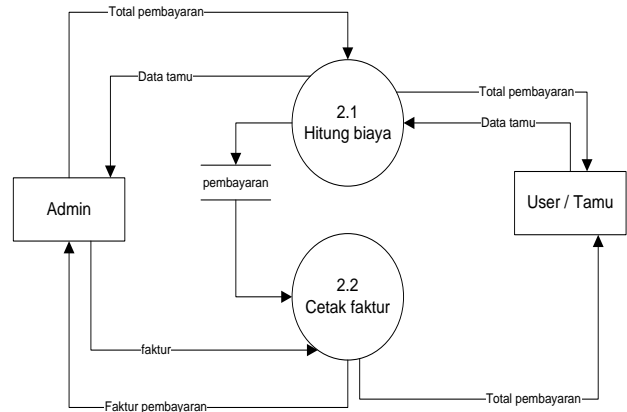 Total pembayaran
Data tamu
2.1
Hitung biaya
Total pembayaran
Data tamu
pembayaran
Admin
User / Tamu
2.2
Cetak faktur
faktur
Faktur pembayaran
Total pembayaran